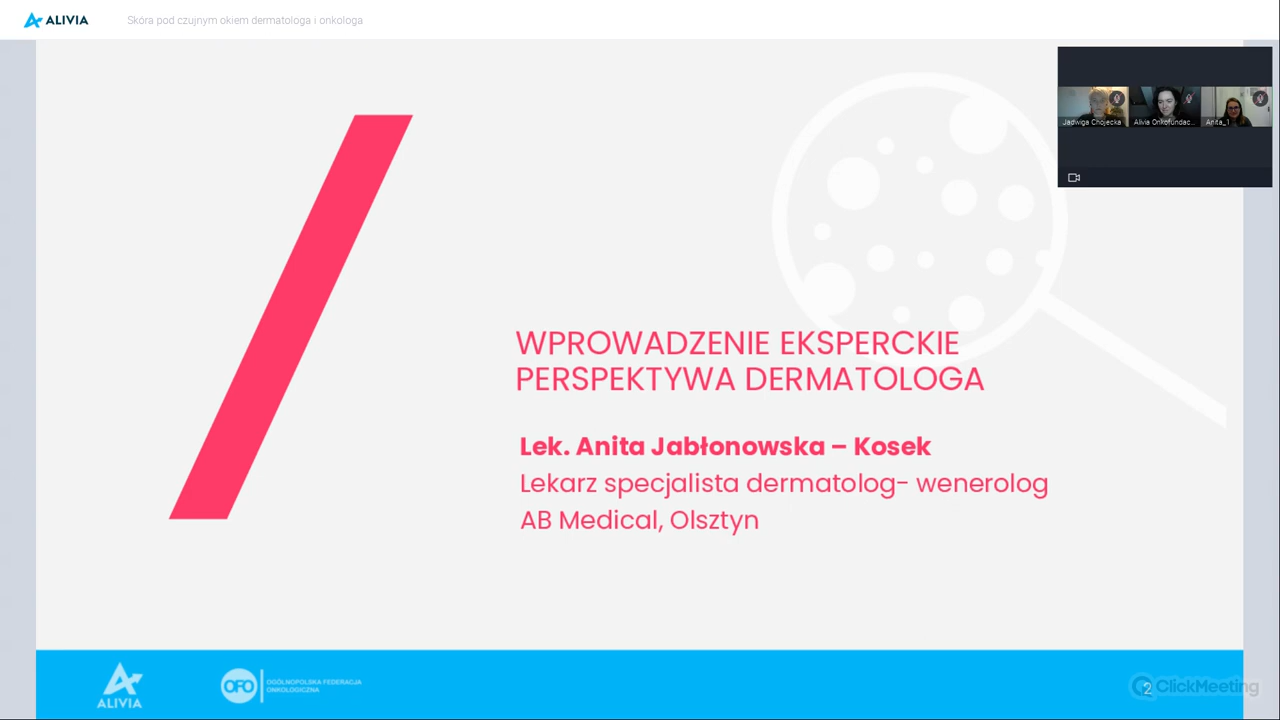 ALIVIA
Skóra pod czujnym okiem dermatologa i onkologa
Jadwiga Chojecka
Alivia Onkofundac...
Anita_1
WPROWADZENIE EKSPERCKIE
PERSPEKTYWA DERMATOLOGA
Lek. Anita Jabłonowska – Kosek
Lekarz specjalista dermatolog- wenerolog
AB Medical, Olsztyn
ALIVIA
OFO
OGÓLNOPOLSKA FEDERACJA
ONKOLOGICZNA
2
ClickMeeting